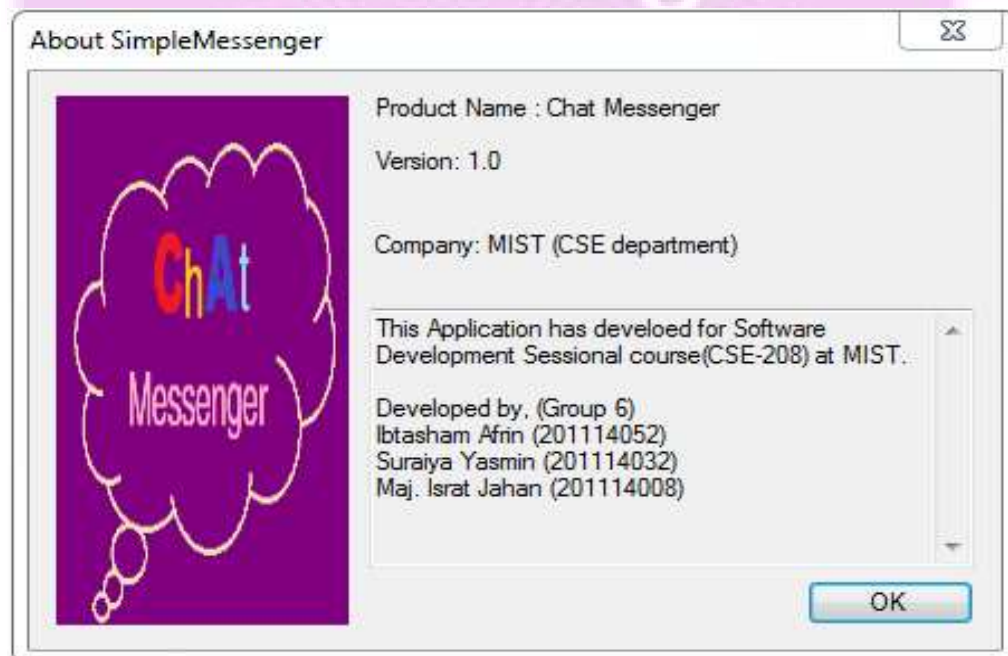 About SimpleMessenger
ChAt
Messenger
Product Name : Chat Messenger
Version: 1.0
Company: MIST (CSE department)
This Application has develoed for Software
Development Sessional course(CSE-208) at MIST.
Developed by, (Group 6)
Ibtasham Afrin (201114052)
Suraiya Yasmin (201114032)
Maj. Israt Jahan (201114008)
OK